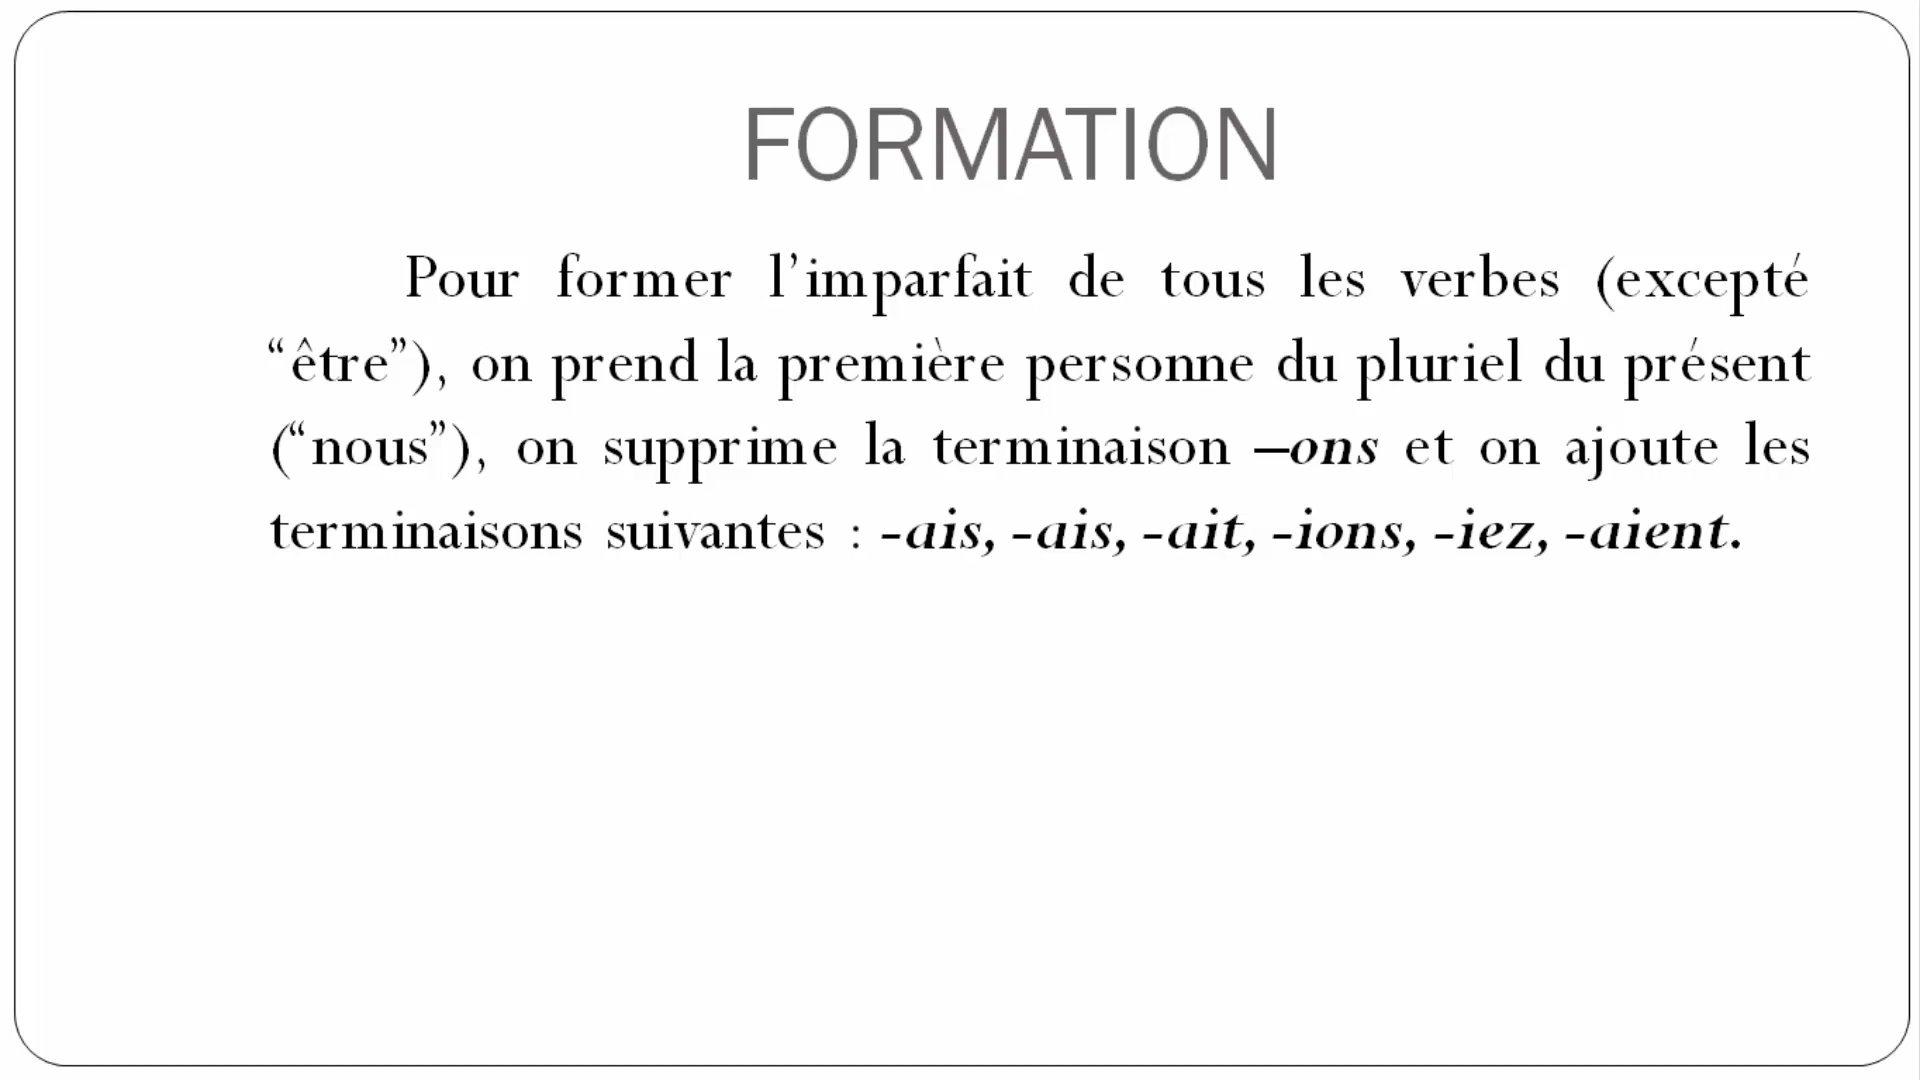 FORMATION
Pour former l’imparfait de tous les verbes (excepté
“être”), on prend la première personne du pluriel du présent
(“nous”), on supprime la terminaison –ons et on ajoute les
terminaisons suivantes : -ais, -ais, -ait, -ions, -iez, -aient.